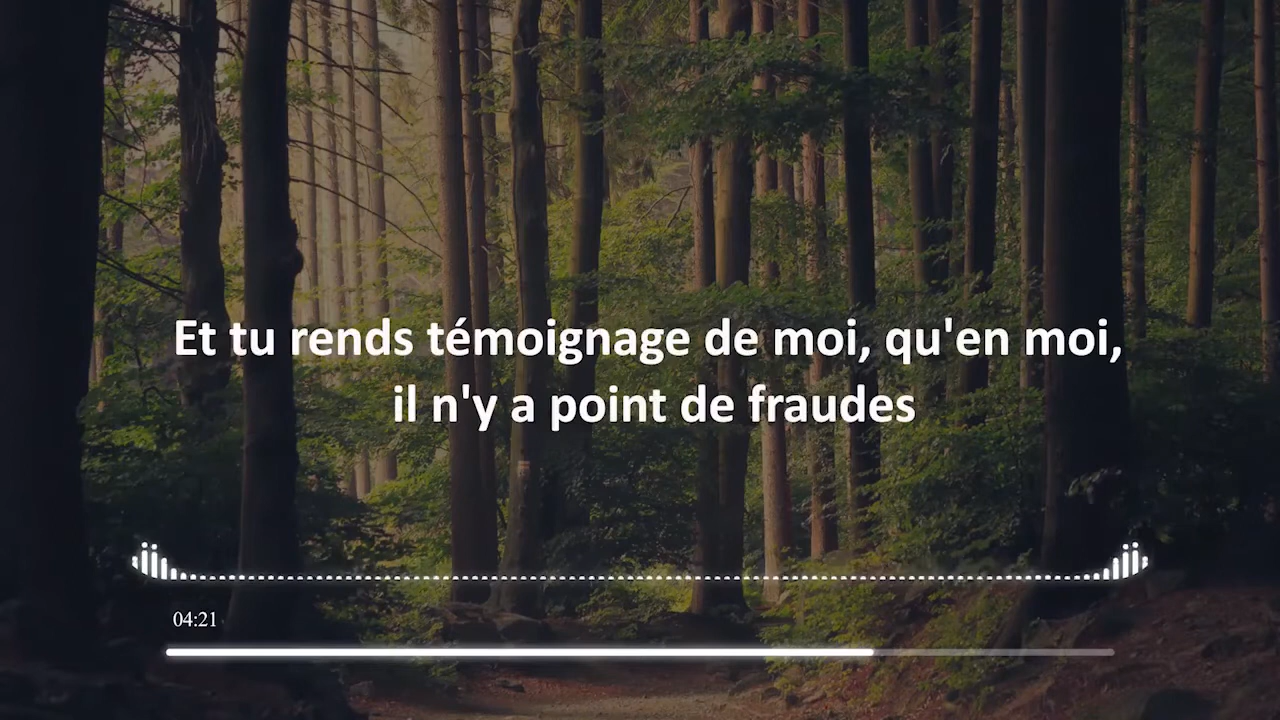 Et tu rends témoignage de moi, qu'en moi,
il n'y a point de fraudes
04:21